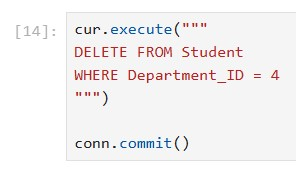 [14]: cur.execute("""
DELETE FROM Student
WHERE Department_ID = 4
""")
conn.commit()